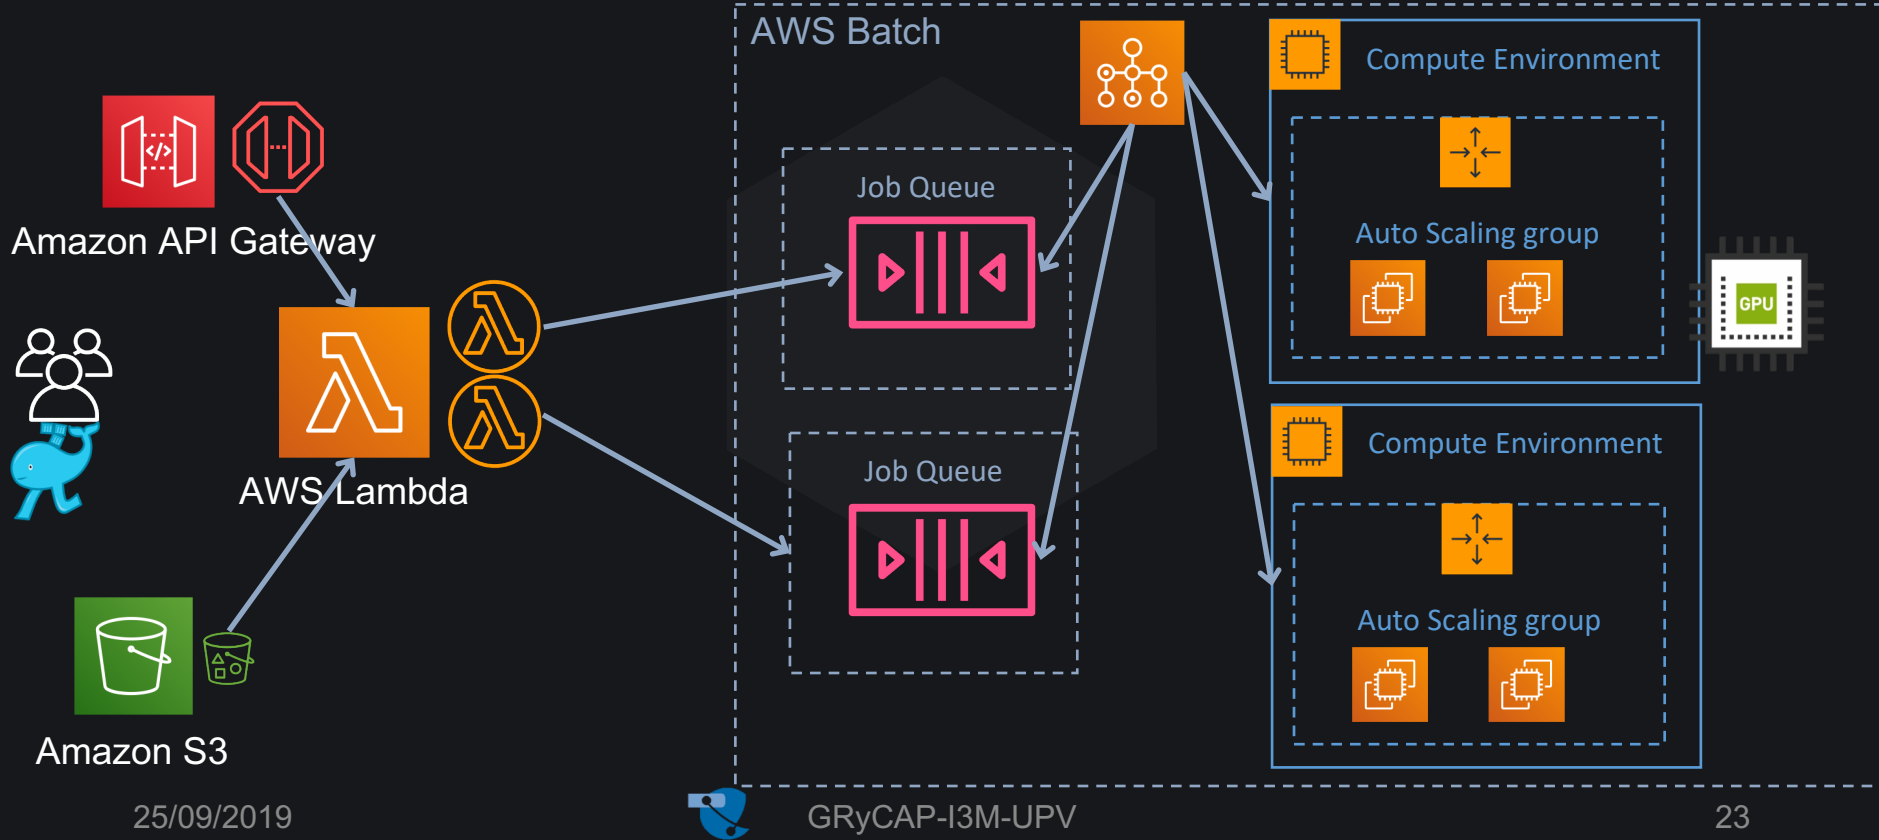 AWS Batch
Compute Environment
</>
Amazon API Gateway
Job Queue
Auto Scaling group
GPU
AWS Lambda
Compute Environment
Job Queue
Auto Scaling group
Amazon S3
25/09/2019
GRyCAP-I3M-UPV
23